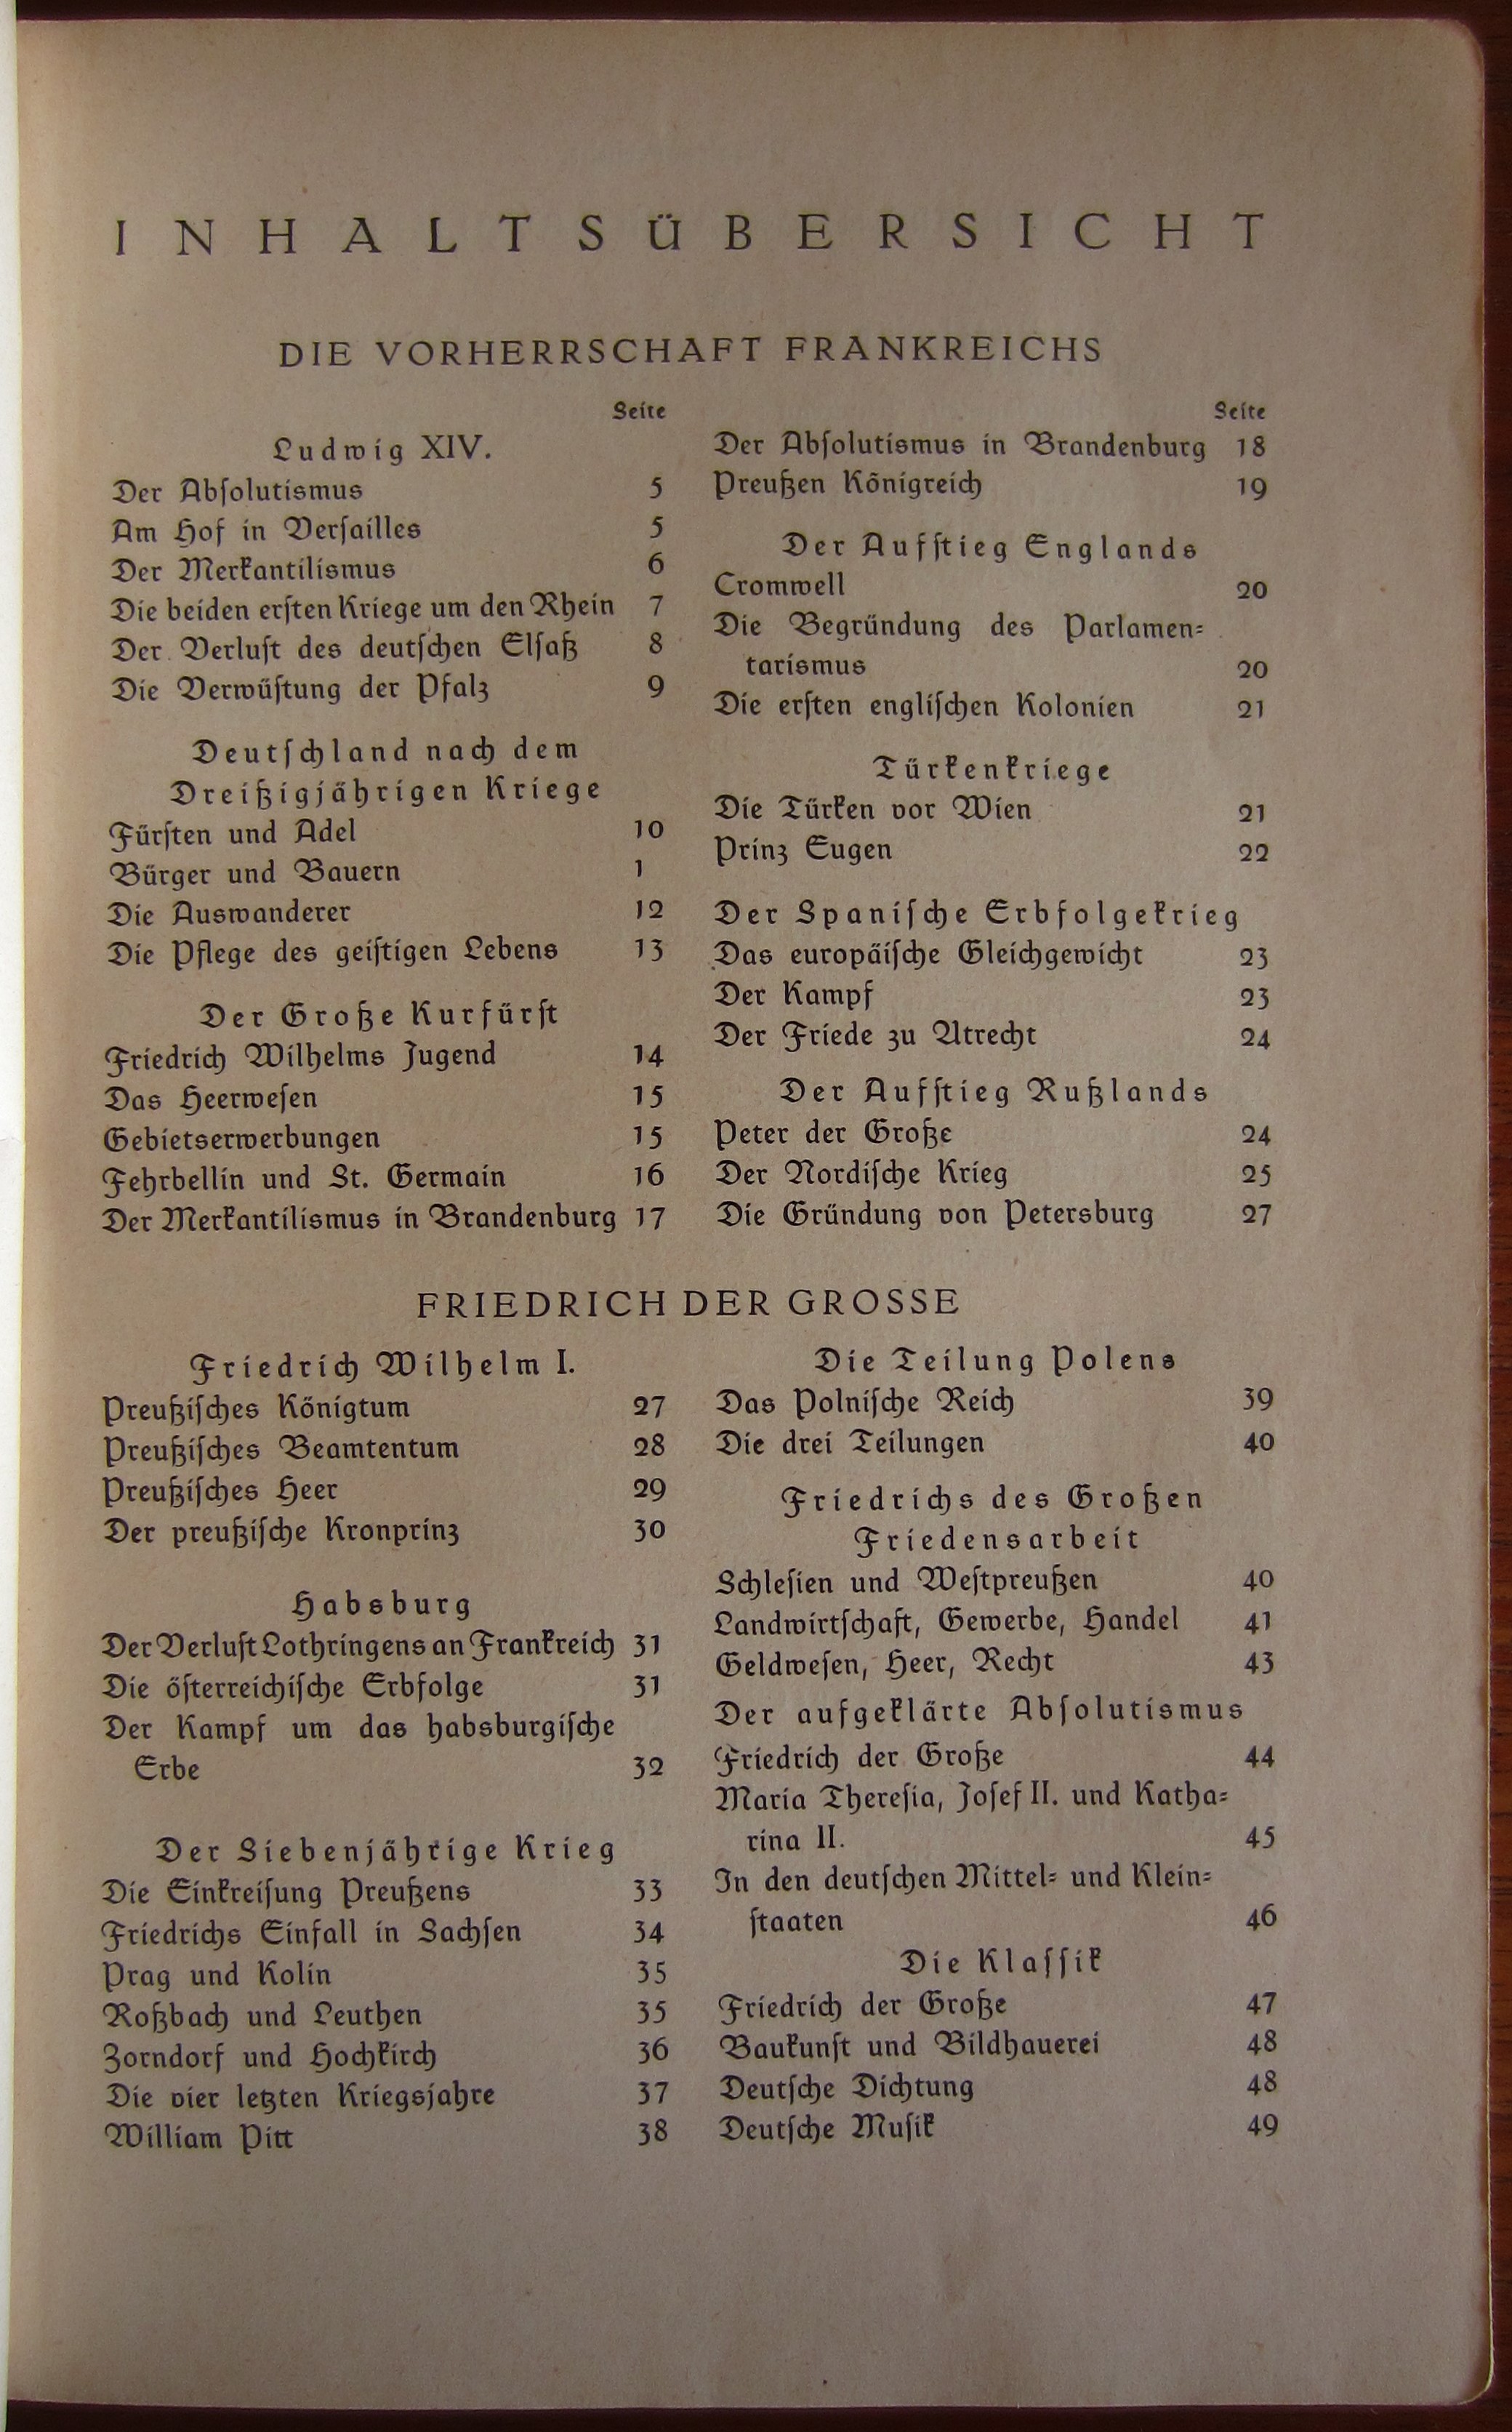 INHALTSÜBERSICHT
DIE VORHERRSCHAFT FRANKREICHS
Seite
Ludwig XIV.
Der Abſolutismus 5
Am Hof in Verſailles 5
Der Merkantilismus 6
Die beiden erſten Kriege um den Rhein 7
Der Verluſt des deutſchen Elſaß 8
Die Verwüſtung der Pfalz 9
Deutſchland nach dem
Dreißigjährigen Kriege
Fürſten und Adel 10
Bürger und Bauern 1
Die Auswanderer 12
Die Pflege des geiſtigen Lebens 13
Der Große Kurfürſt
Friedrich Wilhelms Jugend 14
Das Heerweſen 15
Gebietserwerbungen 15
Fehrbellin und St. Germain 16
Der Merkantilismus in Brandenburg 17
Seite
Der Abſolutismus in Brandenburg 18
Preußen Königreich 19
Der Aufſtieg Englands
Cromwell 20
Die Begründung des Parlamen⸗
tarismus 20
Die erſten engliſchen Kolonien 21
Türkenkriege
Die Türken vor Wien 21
Prinz Eugen 22
Der Spaniſche Erbfolgekrieg
Das europäiſche Gleichgewicht 23
Der Kampf 23
Der Friede zu Utrecht 24
Der Aufſtieg Rußlands
Peter der Große 24
Der Nordiſche Krieg 25
Die Gründung von Petersburg 27
FRIEDRICH DER GROSSE
Friedrich Wilhelm I.
Preußiſches Königtum 27
Preußiſches Beamtentum 28
Preußiſches Heer 29
Der preußiſche Kronprinz 30
Habsburg
Der Verluſt Lothringens an Frankreich 31
Die öſterreichiſche Erbfolge 31
Der Kampf um das habsburgiſche
Erbe 32
Der Siebenjährige Krieg
Die Einkreiſung Preußens 33
Friedrichs Einfall in Sachſen 34
Prag und Kolin 35
Roßbach und Leuthen 35
Zorndorf und Hochkirch 36
Die vier letzten Kriegsjahre 37
William Pitt 38
Die Teilung Polens
Das Polniſche Reich 39
Die drei Teilungen 40
Friedrichs des Großen
Friedensarbeit
Schleſien und Weſtpreußen 40
Landwirtſchaft, Gewerbe, Handel 41
Geldweſen, Heer, Recht 43
Der aufgeklärte Abſolutismus
Friedrich der Große 44
Maria Thereſia, Joſef II. und Katha⸗
rina II. 45
In den deutſchen Mittel⸗ und Klein⸗
ſtaaten 46
Die Klaſſik
Friedrich der Große 47
Baukunſt und Bildhauerei 48
Deutſche Dichtung 48
Deutſche Muſik 49